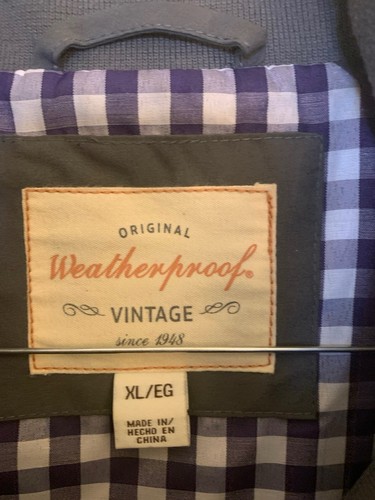 ORIGINAL
Weatherproof®
VINTAGE
since 1948
XL/EG
MADE IN/
HECHO EN
CHINA